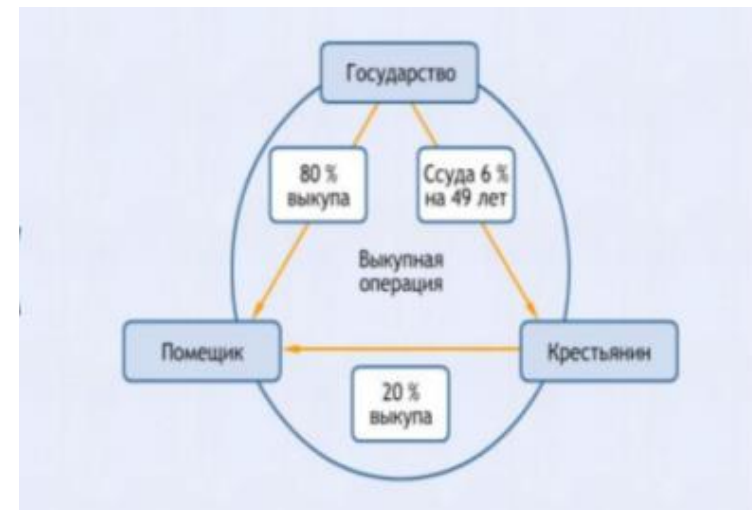 Государство
80 %
выкупа
Ссуда 6 %
на 49 лет
Выкупная
операция
Помещик
Крестьянин
20 %
выкупа